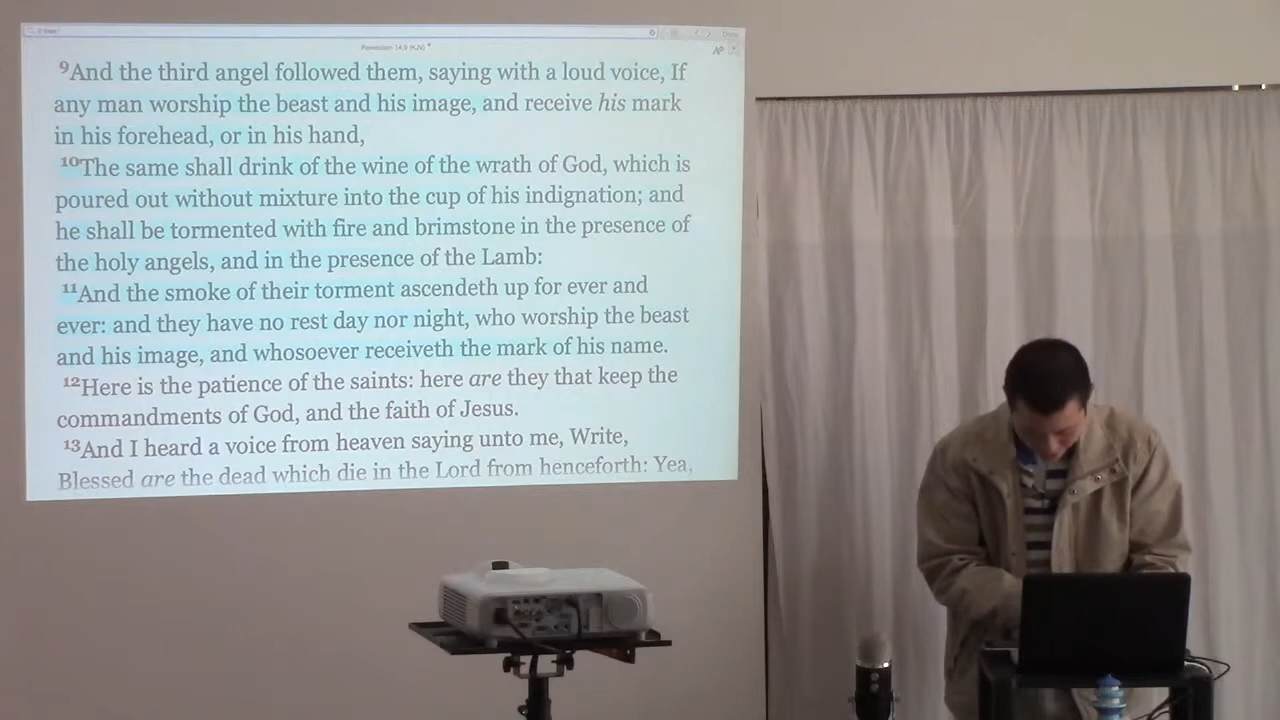 Revelation 14:9 (KJV)
9And the third angel followed them, saying with a loud voice, If
any man worship the beast and his image, and receive his mark
in his forehead, or in his hand,
10The same shall drink of the wine of the wrath of God, which is
poured out without mixture into the cup of his indignation; and
he shall be tormented with fire and brimstone in the presence of
the holy angels, and in the presence of the Lamb:
11And the smoke of their torment ascendeth up for ever and
ever: and they have no rest day nor night, who worship the beast
and his image, and whosoever receiveth the mark of his name.
12Here is the patience of the saints: here are they that keep the
commandments of God, and the faith of Jesus.
13And I heard a voice from heaven saying unto me, Write,
Blessed are the dead which die in the Lord from henceforth: Yea,